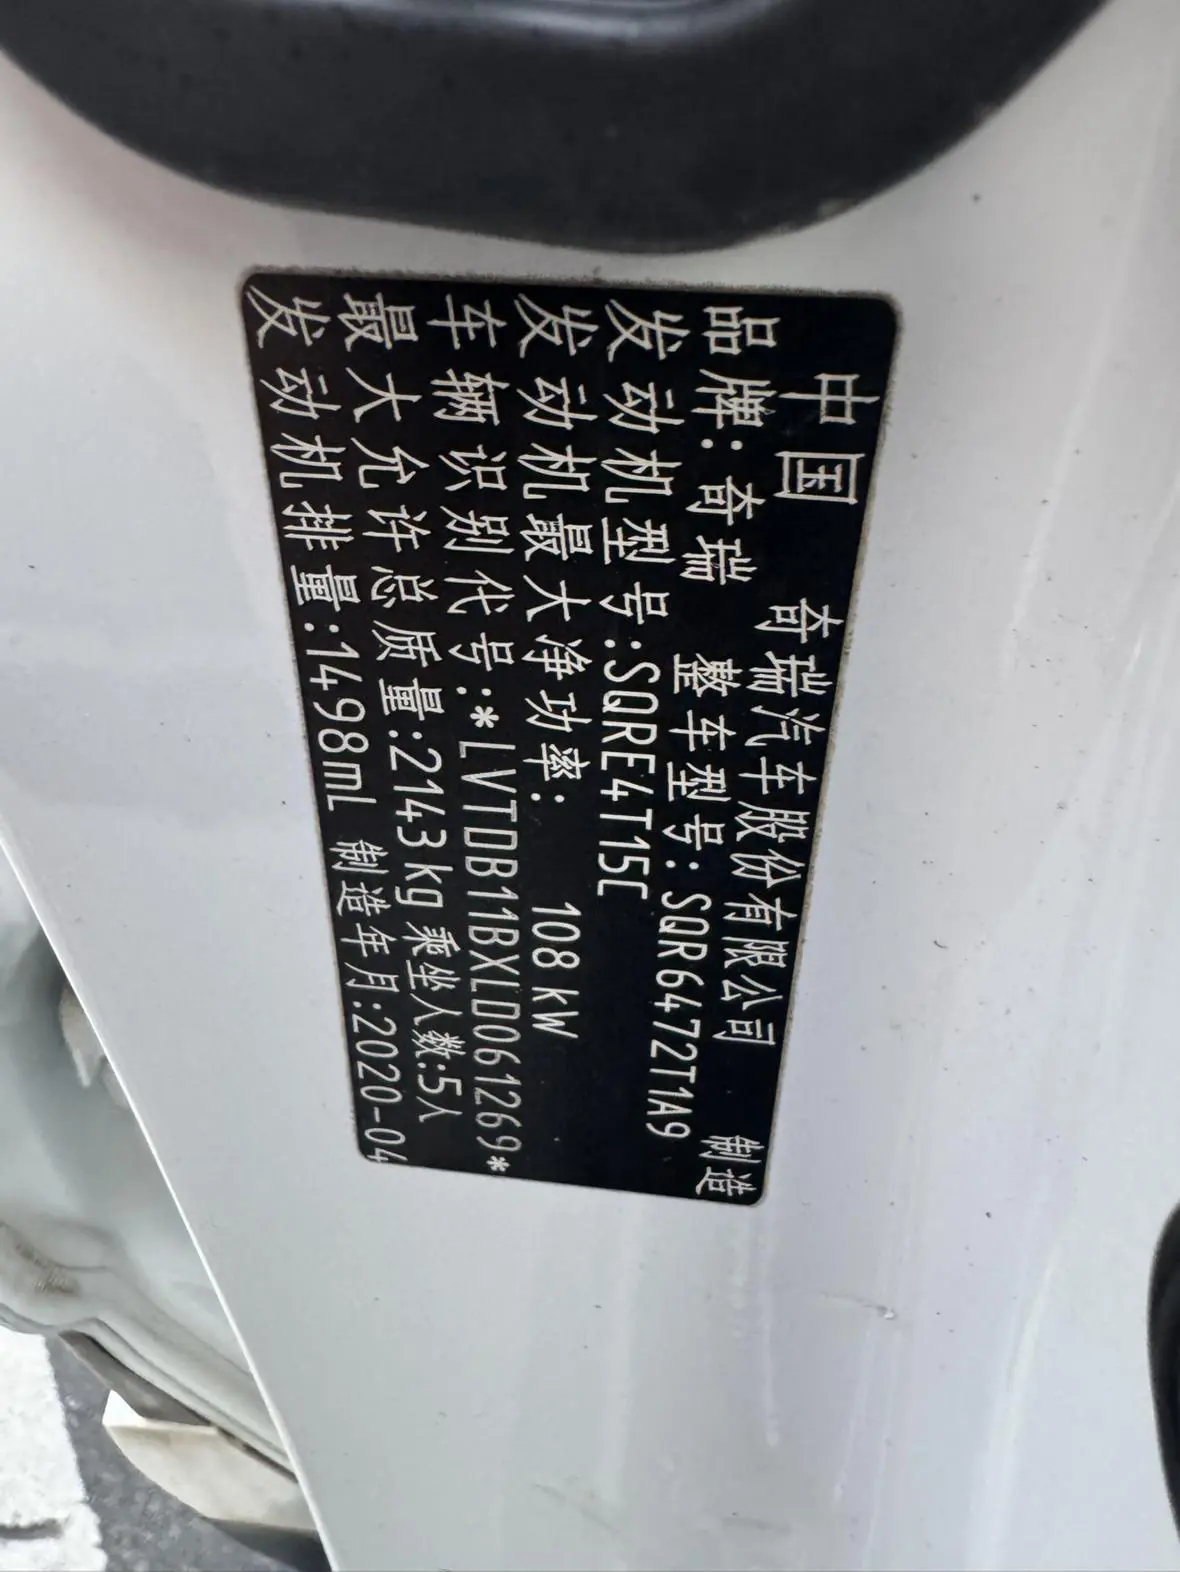 中国 奇瑞汽车股份有限公司 制造
品牌:奇瑞 整车型号:SQR6472T1A9
发动机型号:SQRE4T15C
发动机最大净功率: 108 kW
车辆识别代号:*LVTDB11BXLD061269*
最大允许总质量:2143kg 乘坐人数:5人
发动机排量:1498mL 制造年月:2020-04